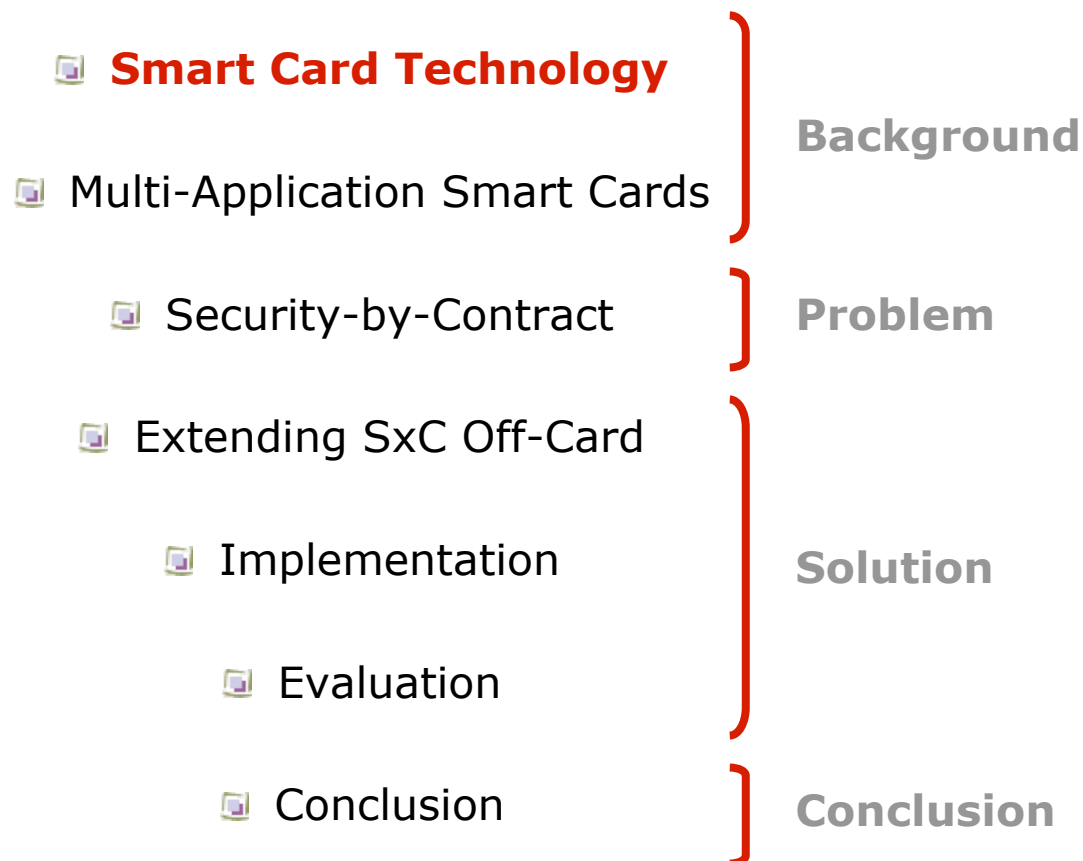 Smart Card Technology
Multi-Application Smart Cards
Background
Security-by-Contract
Problem
Extending SxC Off-Card
Implementation
Evaluation
Solution
Conclusion
Conclusion